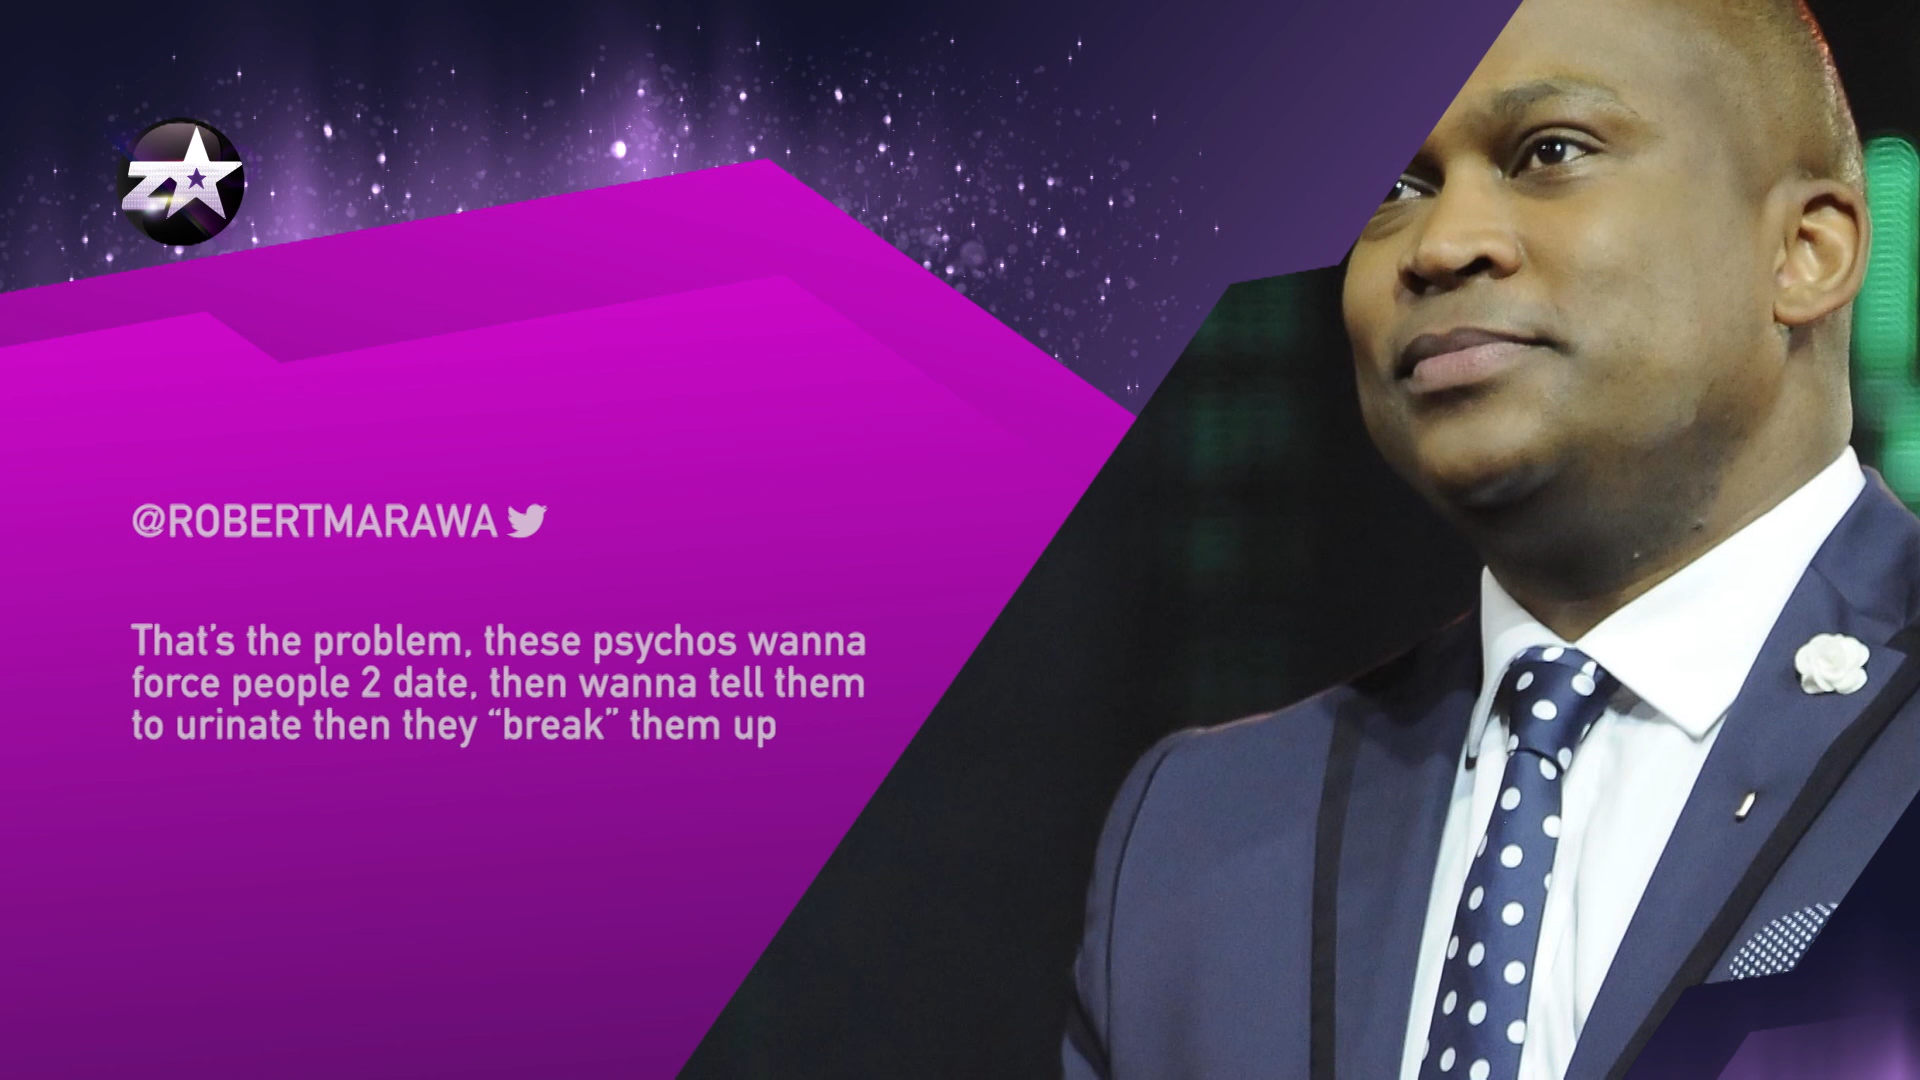 @ROBERTMARAWA
That’s the problem, these psychos wanna
force people 2 date, then wanna tell them
to urinate then they “break” them up